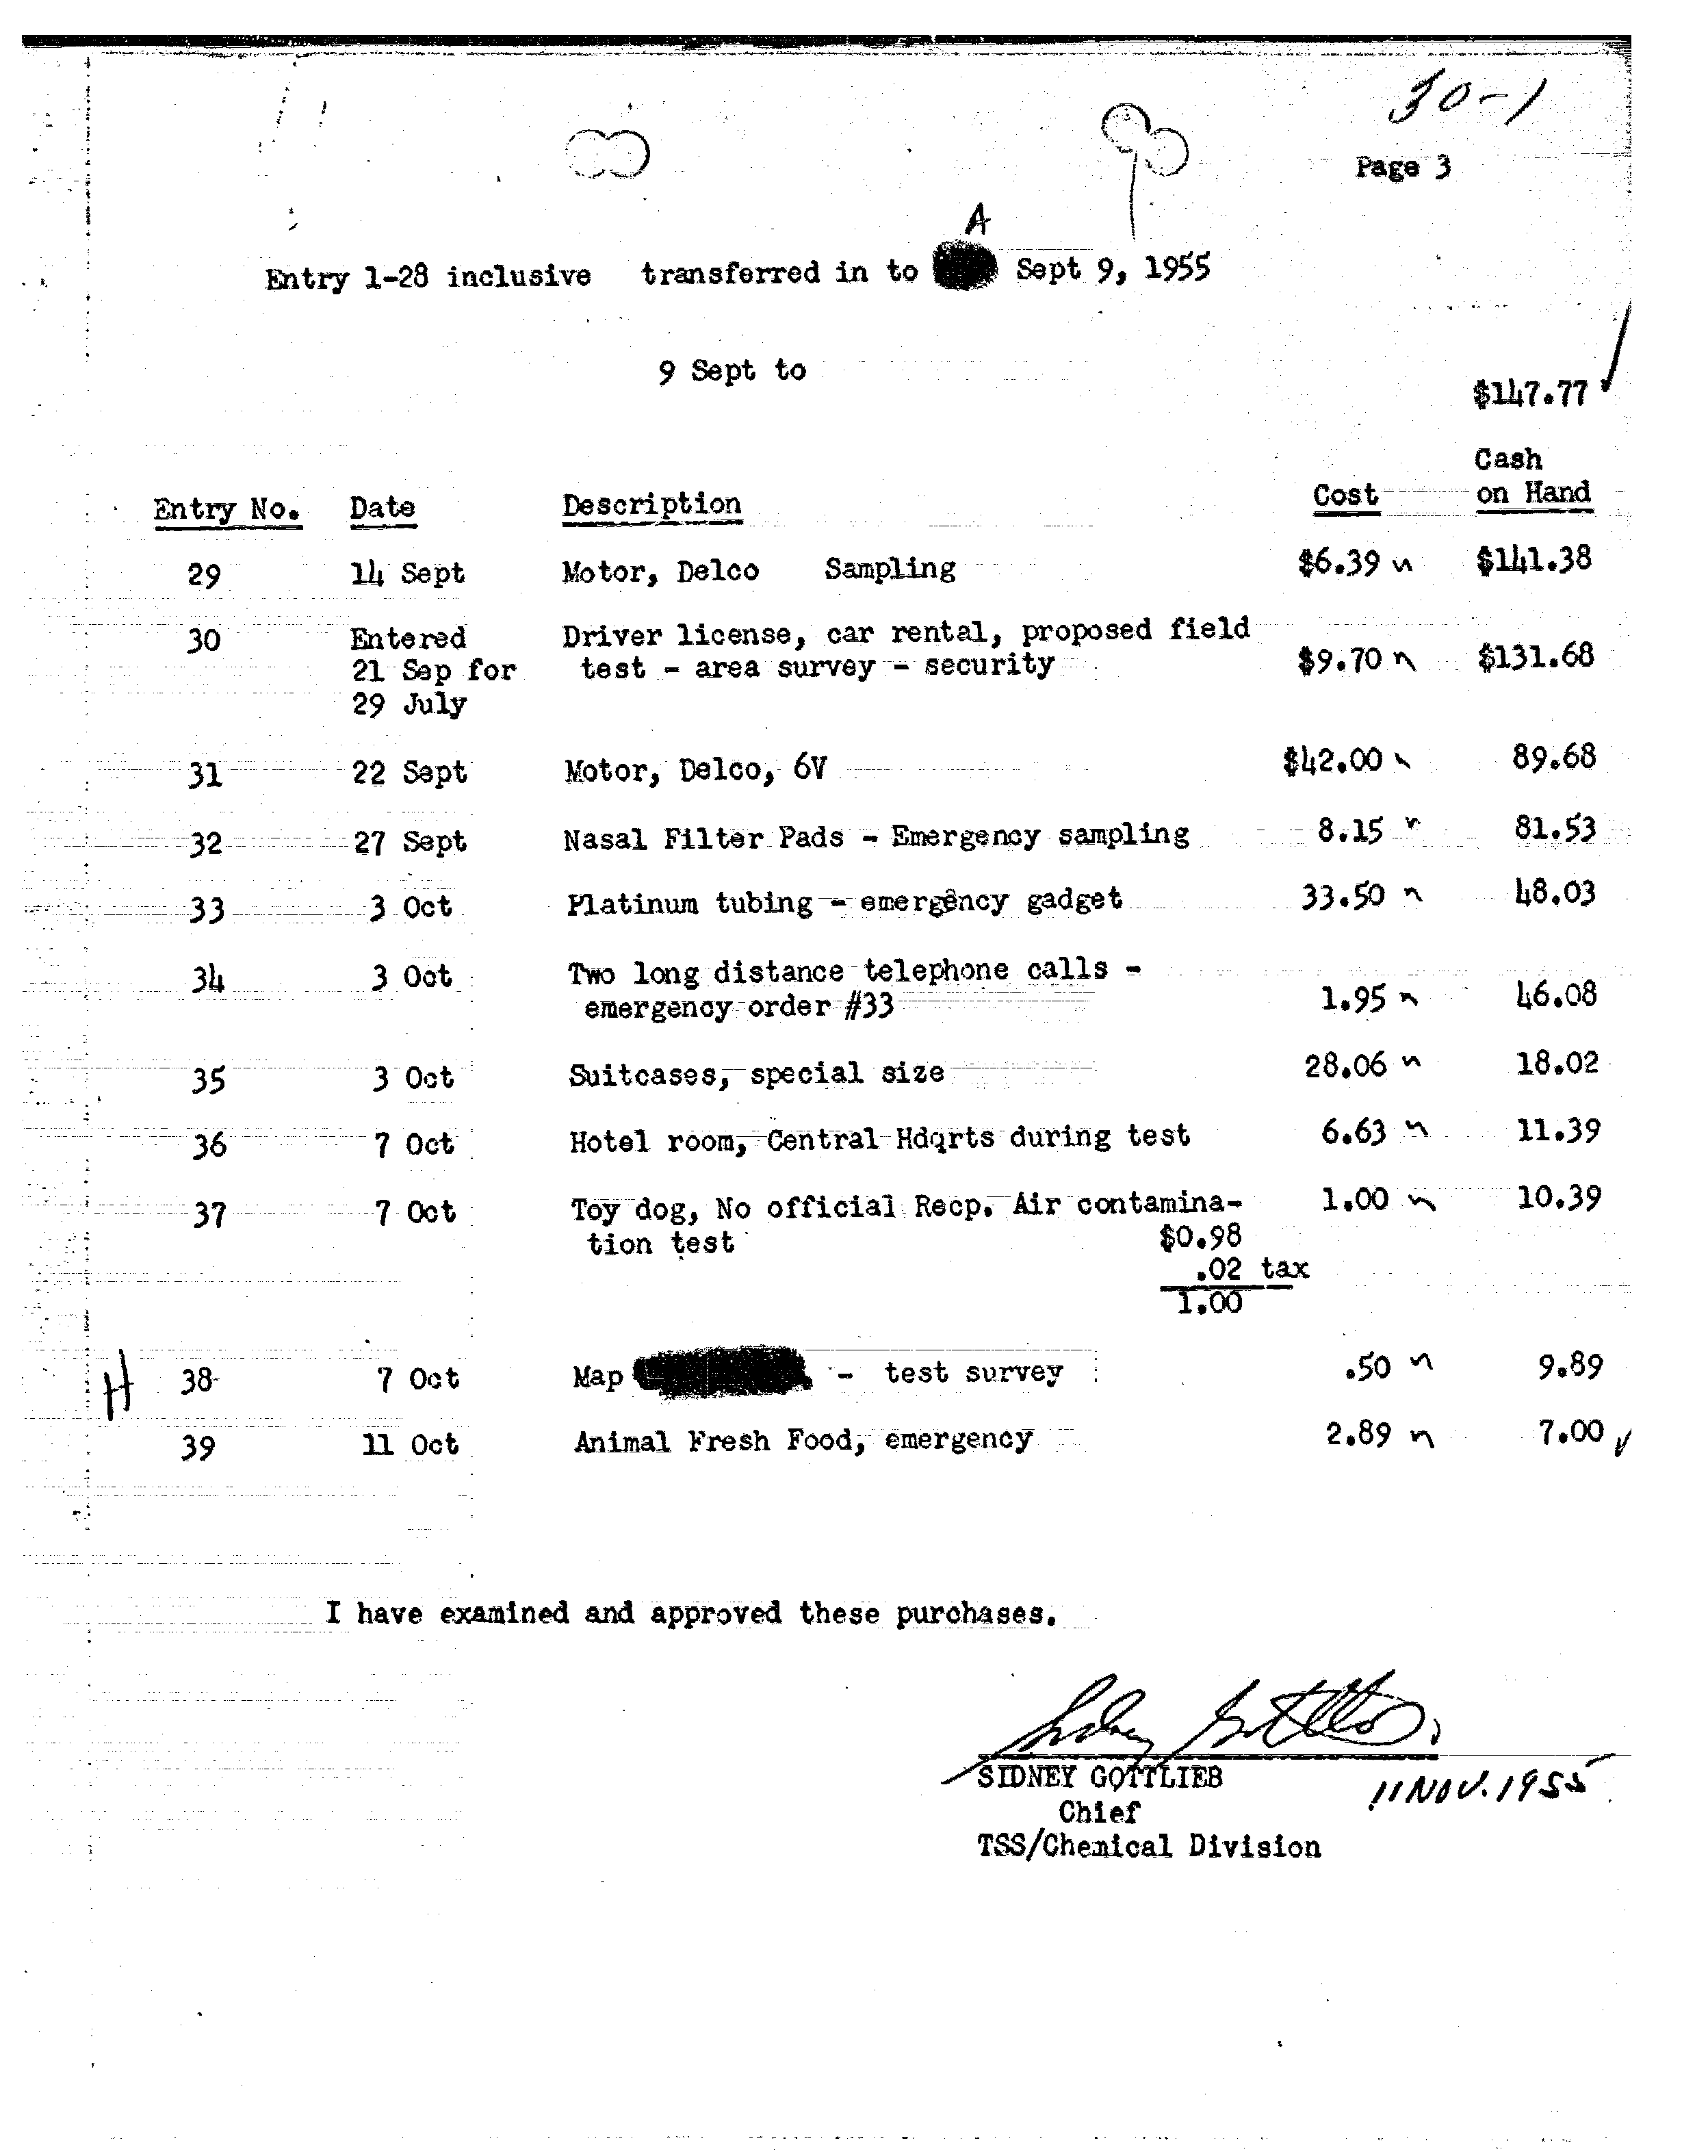 30-1
Page 3
A
Entry 1-28 inclusive transferred in to Sept 9, 1955
9 Sept to
$147.77
Cash
Entry No. Date Description Cost on Hand
29 14 Sept Motor, Delco Sampling $6.39 $141.38
30 Entered Driver license, car rental, proposed field
21 Sep for test - area survey - security $9.70 $131.68
29 July
31 22 Sept Motor, Delco, 6V $42.00 89.68
32 27 Sept Nasal Filter Pads - Emergency sampling 8.15 81.53
33 3 Oct Platinum tubing - emergency gadget 33.50 48.03
34 3 Oct Two long distance telephone calls -
emergency order #33 1.95 46.08
35 3 Oct Suitcases, special size 28.06 18.02
36 7 Oct Hotel room, Central Hdqrts during test 6.63 11.39
37 7 Oct Toy dog, No official Recp. Air contamina- 1.00 10.39
tion test $0.98
.02 tax
1.00
H 38 7 Oct Map - test survey .50 9.89
39 11 Oct Animal Fresh Food, emergency 2.89 7.00
I have examined and approved these purchases.
Sidney Gottlieb
SIDNEY GOTTLIEB 11 NOV. 1955
Chief
TSS/Chemical Division